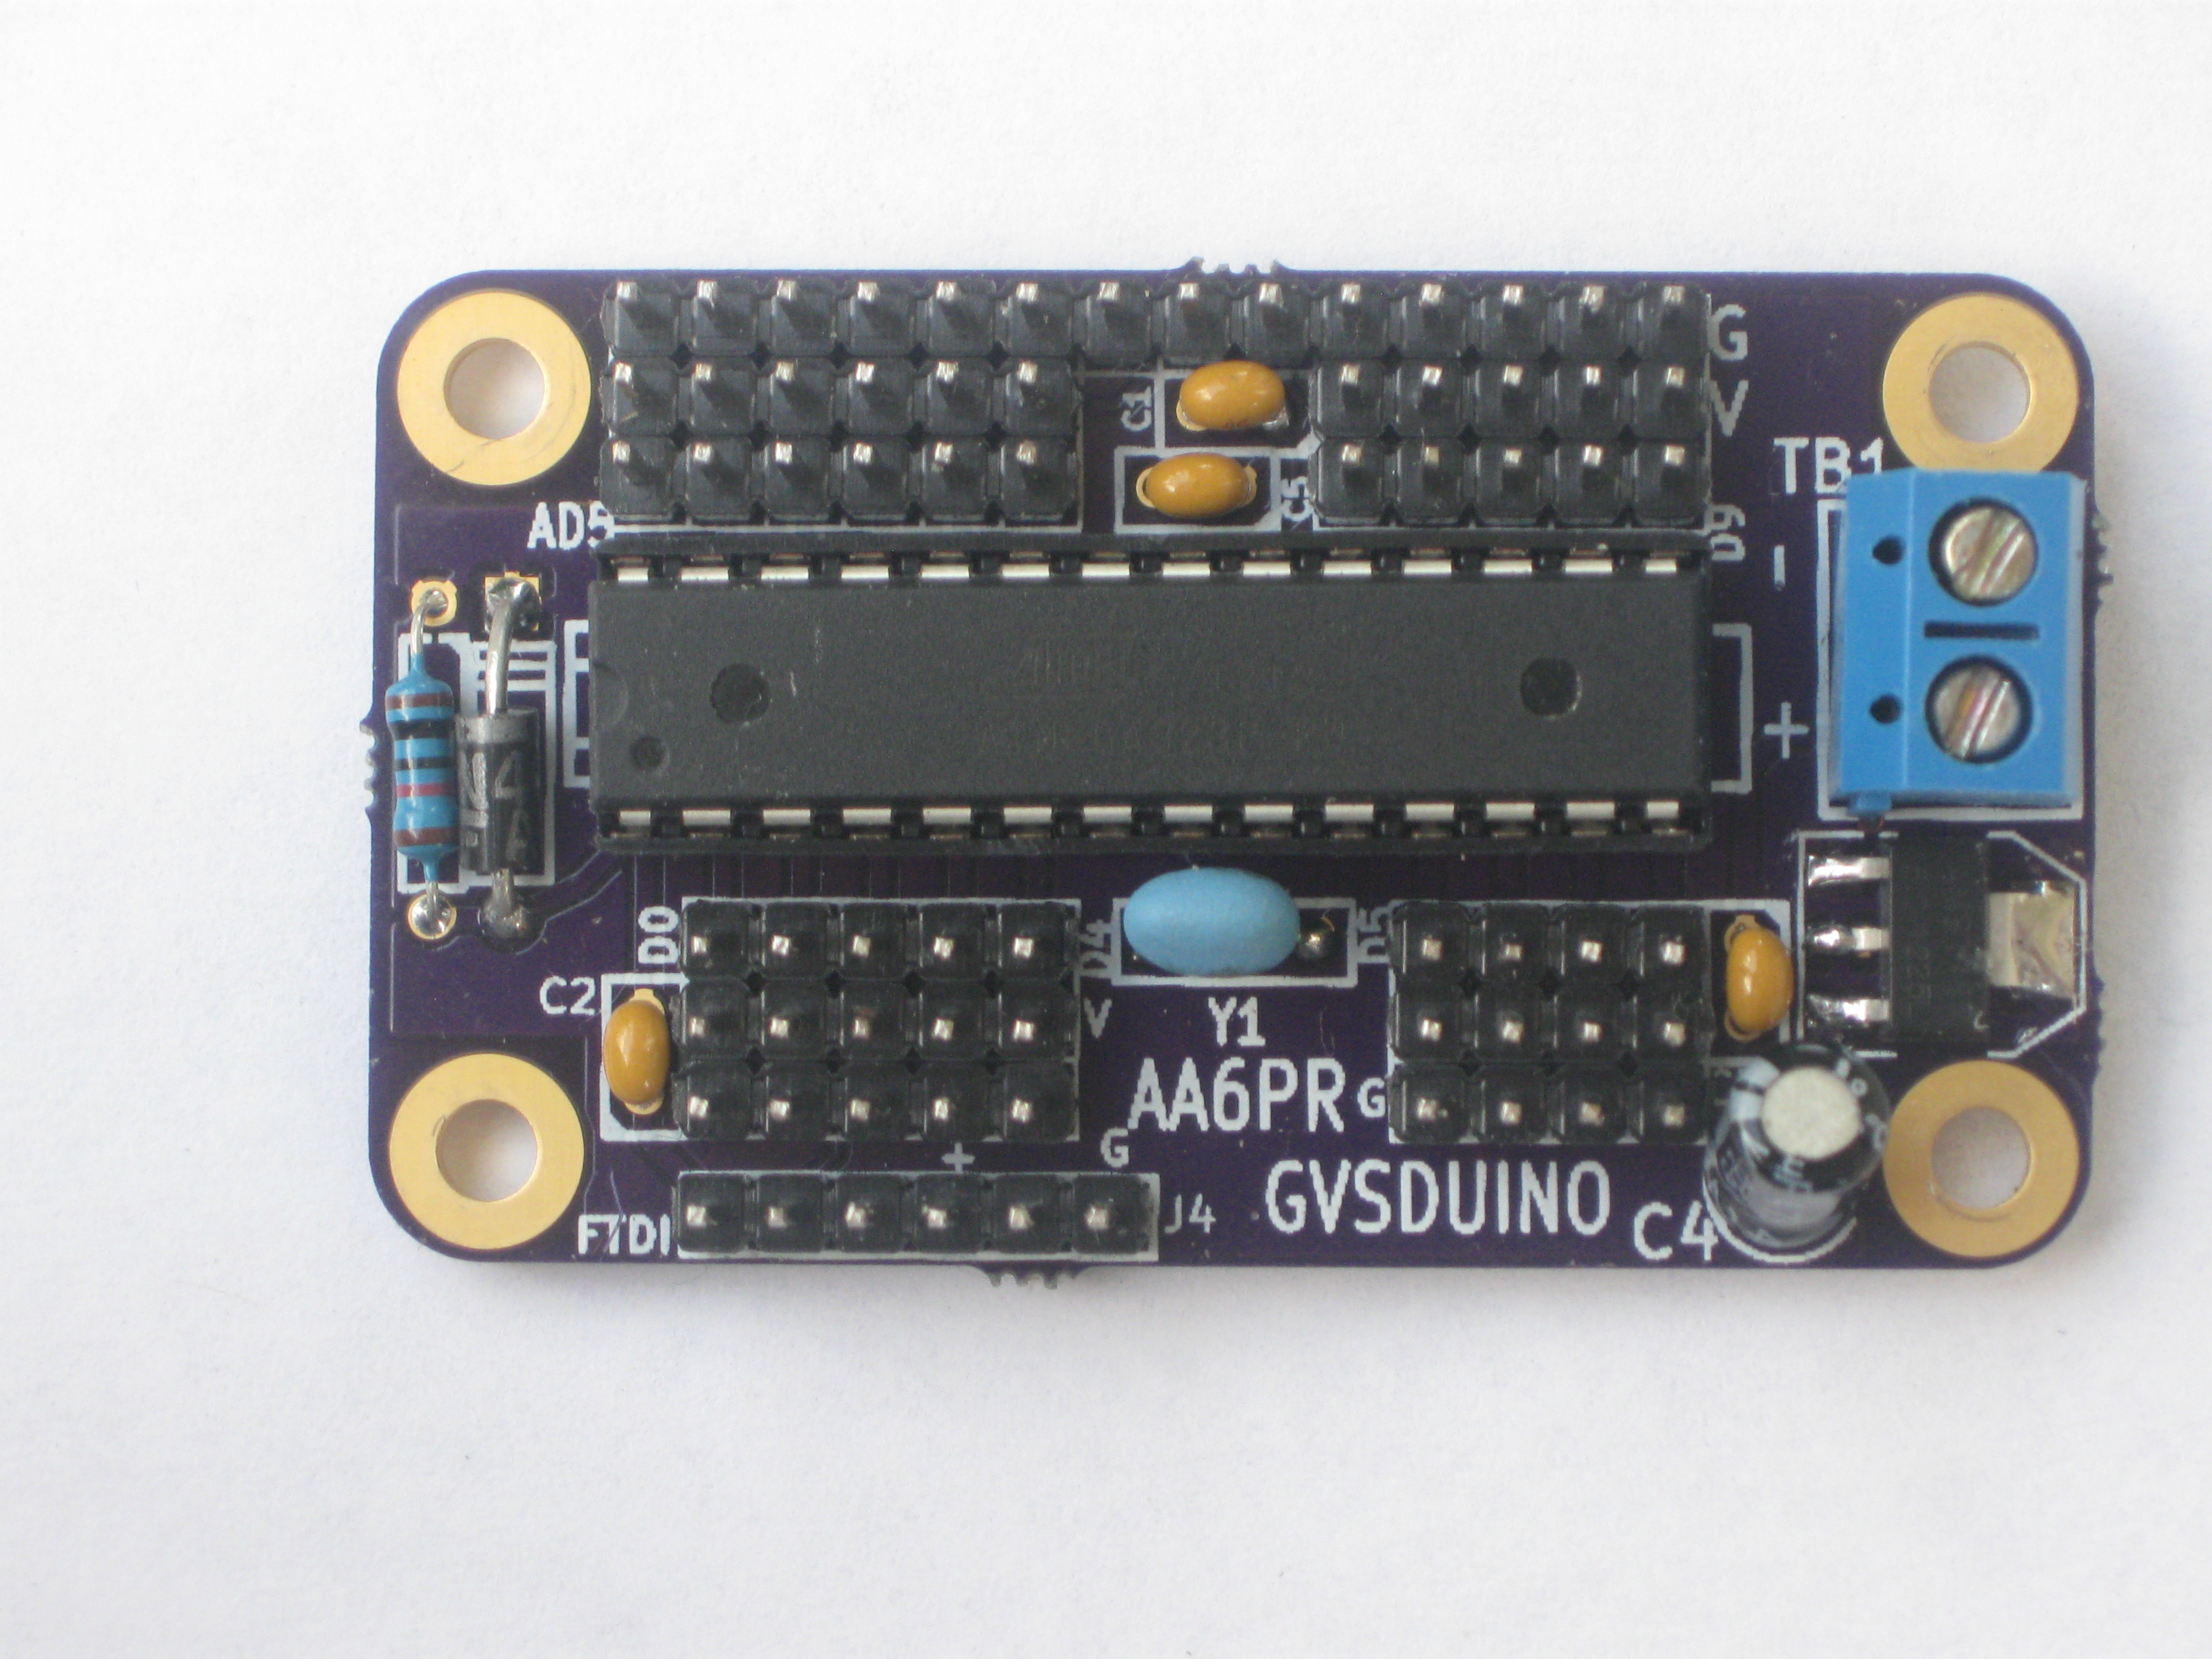 G
V
C1
TB1
C5
AD5
D9
-
+
D0
D4
D5
C2
V
Y1
AA6PR
G
+
G
FTDI
J4
GVSDUINO
C4